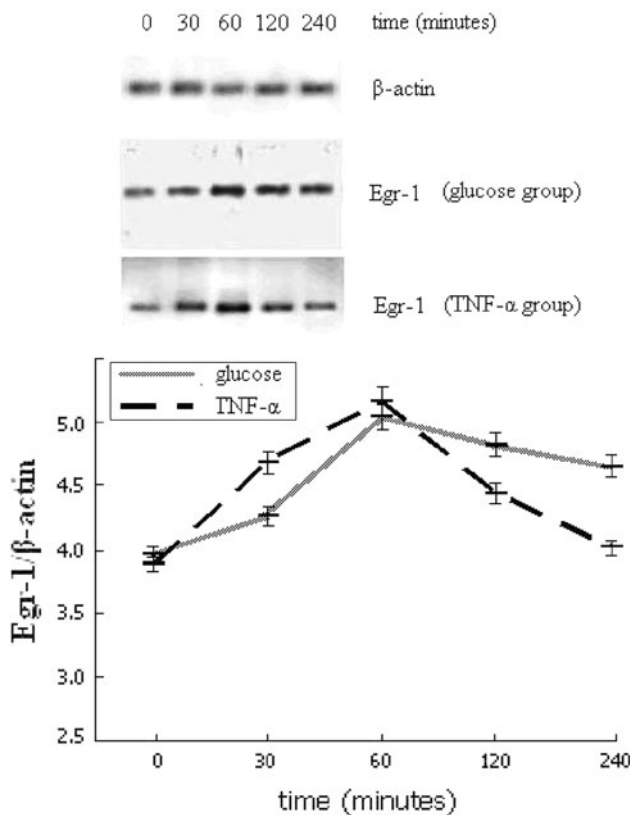 0 30 60 120 240 time (minutes)
β-actin
Egr-1 (glucose group)
Egr-1 (TNF-α group)
glucose
TNF-α
5.0
4.5
4.0
3.5
3.0
2.5
Egr-1/β-actin
0 30 60 120 240
time (minutes)